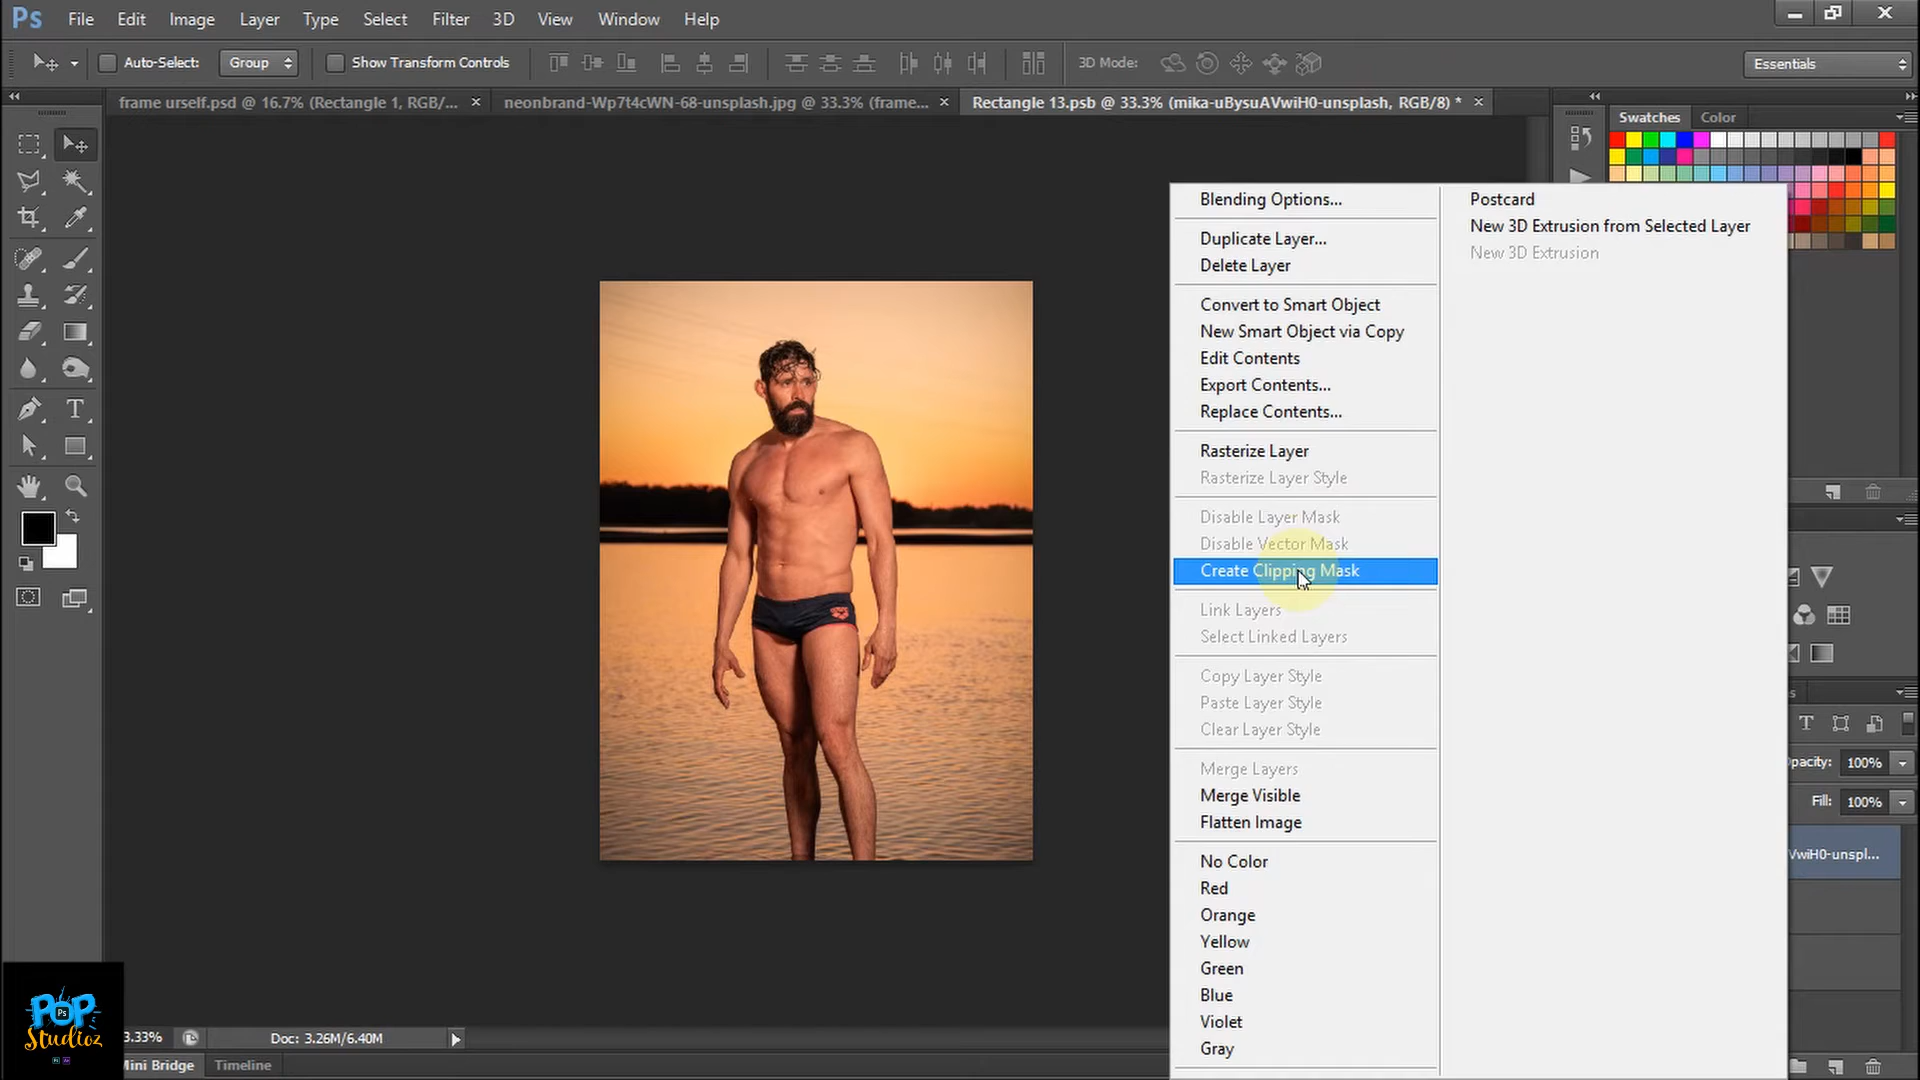 Ps File Edit Image Layer Type Select Filter 3D View Window Help
Auto-Select: Group Show Transform Controls 3D Mode: Essentials
frame urself.psd @ 16.7% (Rectangle 1, RGB/... × neonbrand-Wp7t4cWN-68-unsplash.jpg @ 33.3% (frame... × Rectangle 13.psb @ 33.3% (mika-uBysuAVwiH0-unsplash, RGB/8) * ×
Swatches Color
Blending Options...
Duplicate Layer...
Delete Layer
Convert to Smart Object
New Smart Object via Copy
Edit Contents
Export Contents...
Replace Contents...
Rasterize Layer
Rasterize Layer Style
Disable Layer Mask
Disable Vector Mask
Create Clipping Mask
Link Layers
Select Linked Layers
Copy Layer Style
Paste Layer Style
Clear Layer Style
Merge Layers
Merge Visible
Flatten Image
No Color
Red
Orange
Yellow
Green
Blue
Violet
Gray
Postcard
New 3D Extrusion from Selected Layer
New 3D Extrusion
T
pacity: 100%
Fill: 100%
VwiH0-unspl...
POP
Ps
Studioz
3.33% Doc: 3.26M/6.40M
Mini Bridge Timeline